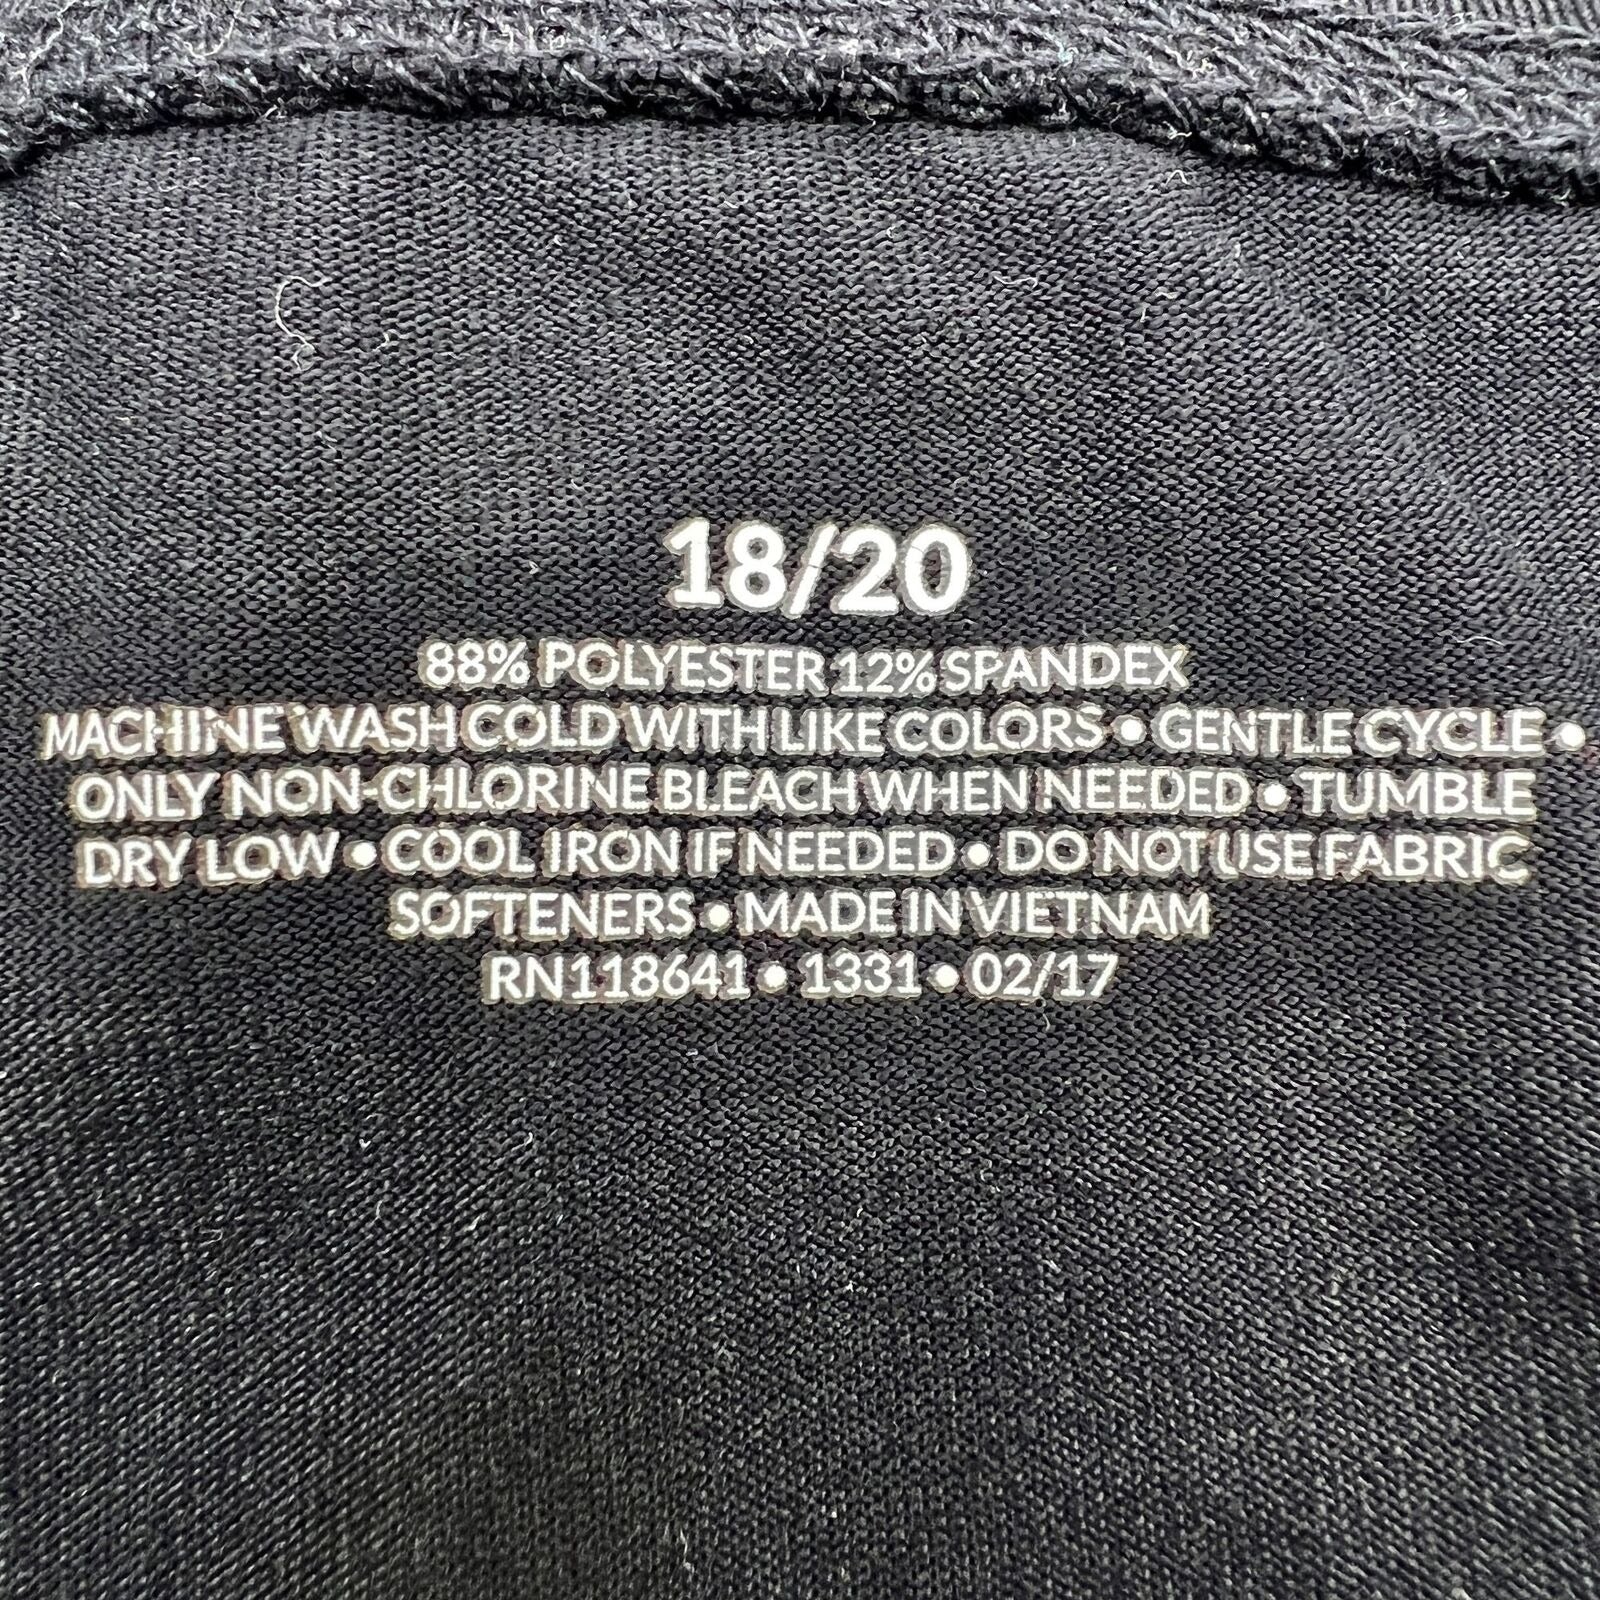 18/20
88% POLYESTER 12% SPANDEX
MACHINE WASH COLD WITH LIKE COLORS • GENTLE CYCLE •
ONLY NON-CHLORINE BLEACH WHEN NEEDED • TUMBLE
DRY LOW • COOL IRON IF NEEDED • DO NOT USE FABRIC
SOFTENERS • MADE IN VIETNAM
RN118641 • 1331 • 02/17